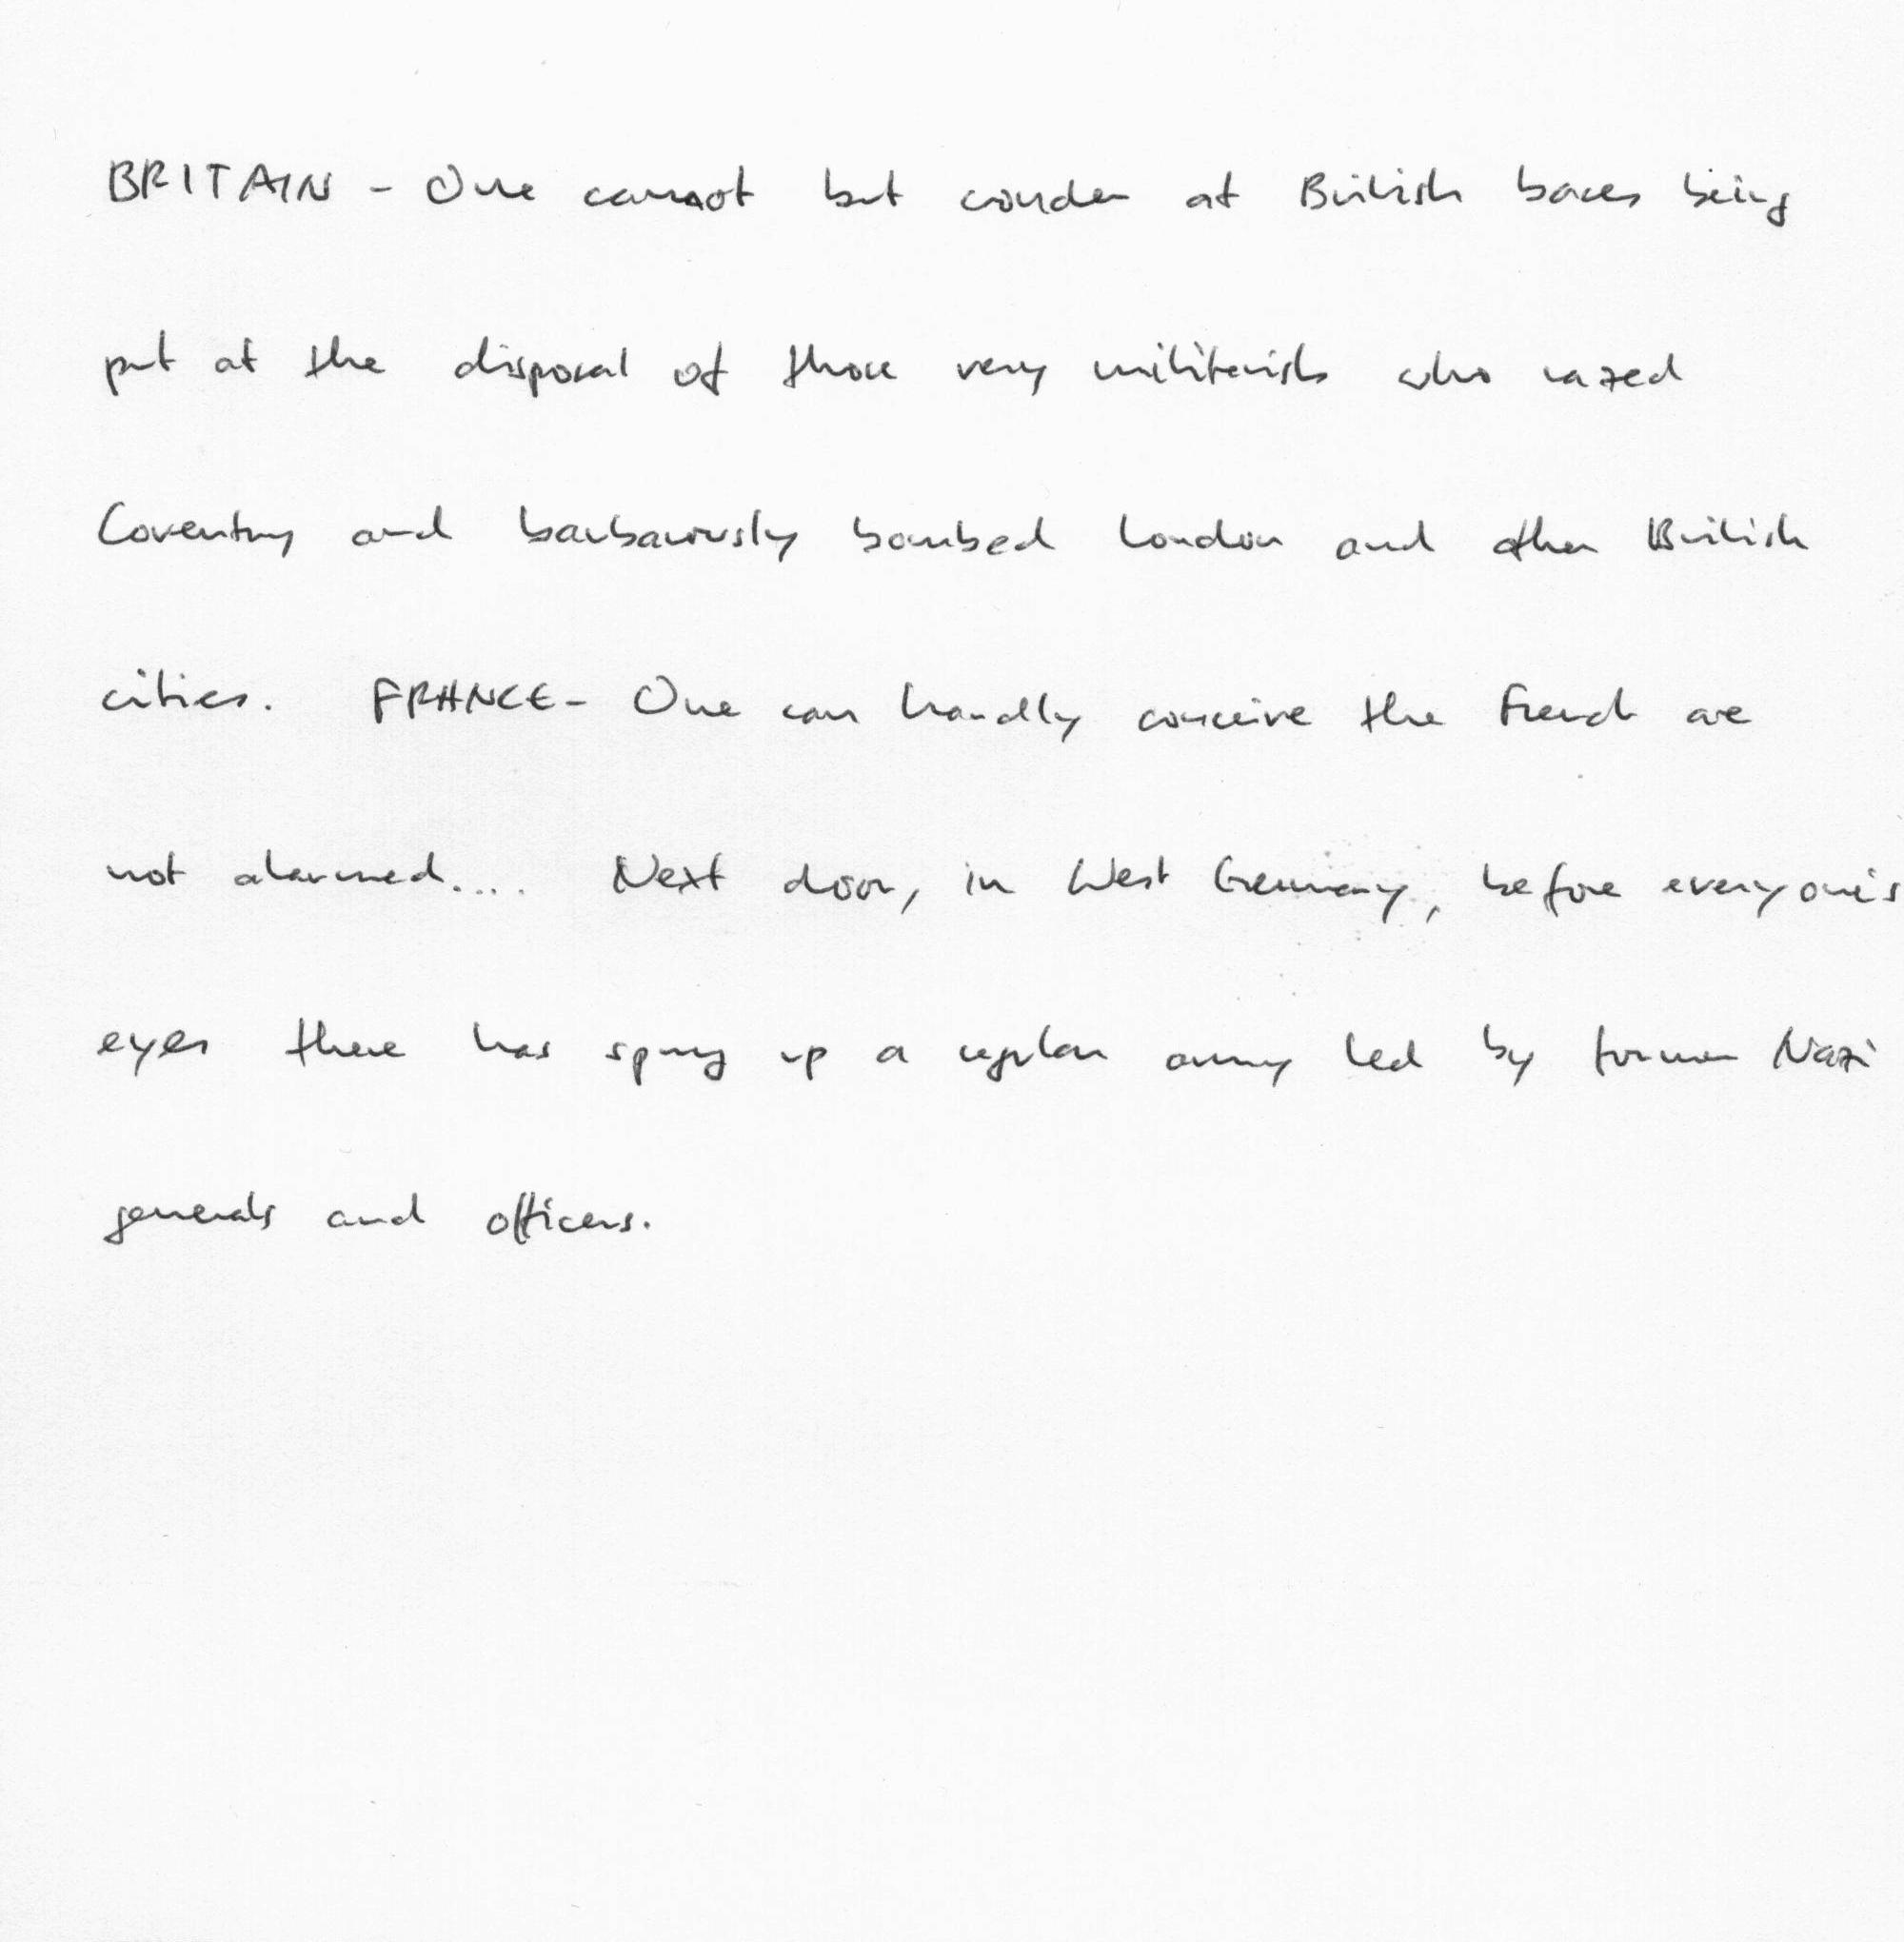 BRITAIN - One cannot but wonder at British bases being
put at the disposal of those very militarists who razed
Coventry and barbarously bombed London and other British
cities. FRANCE - One can hardly conceive the French are
not alarmed.... Next door, in West Germany, before everyone's
eyes there has sprung up a regular army led by former Nazi
generals and officers.